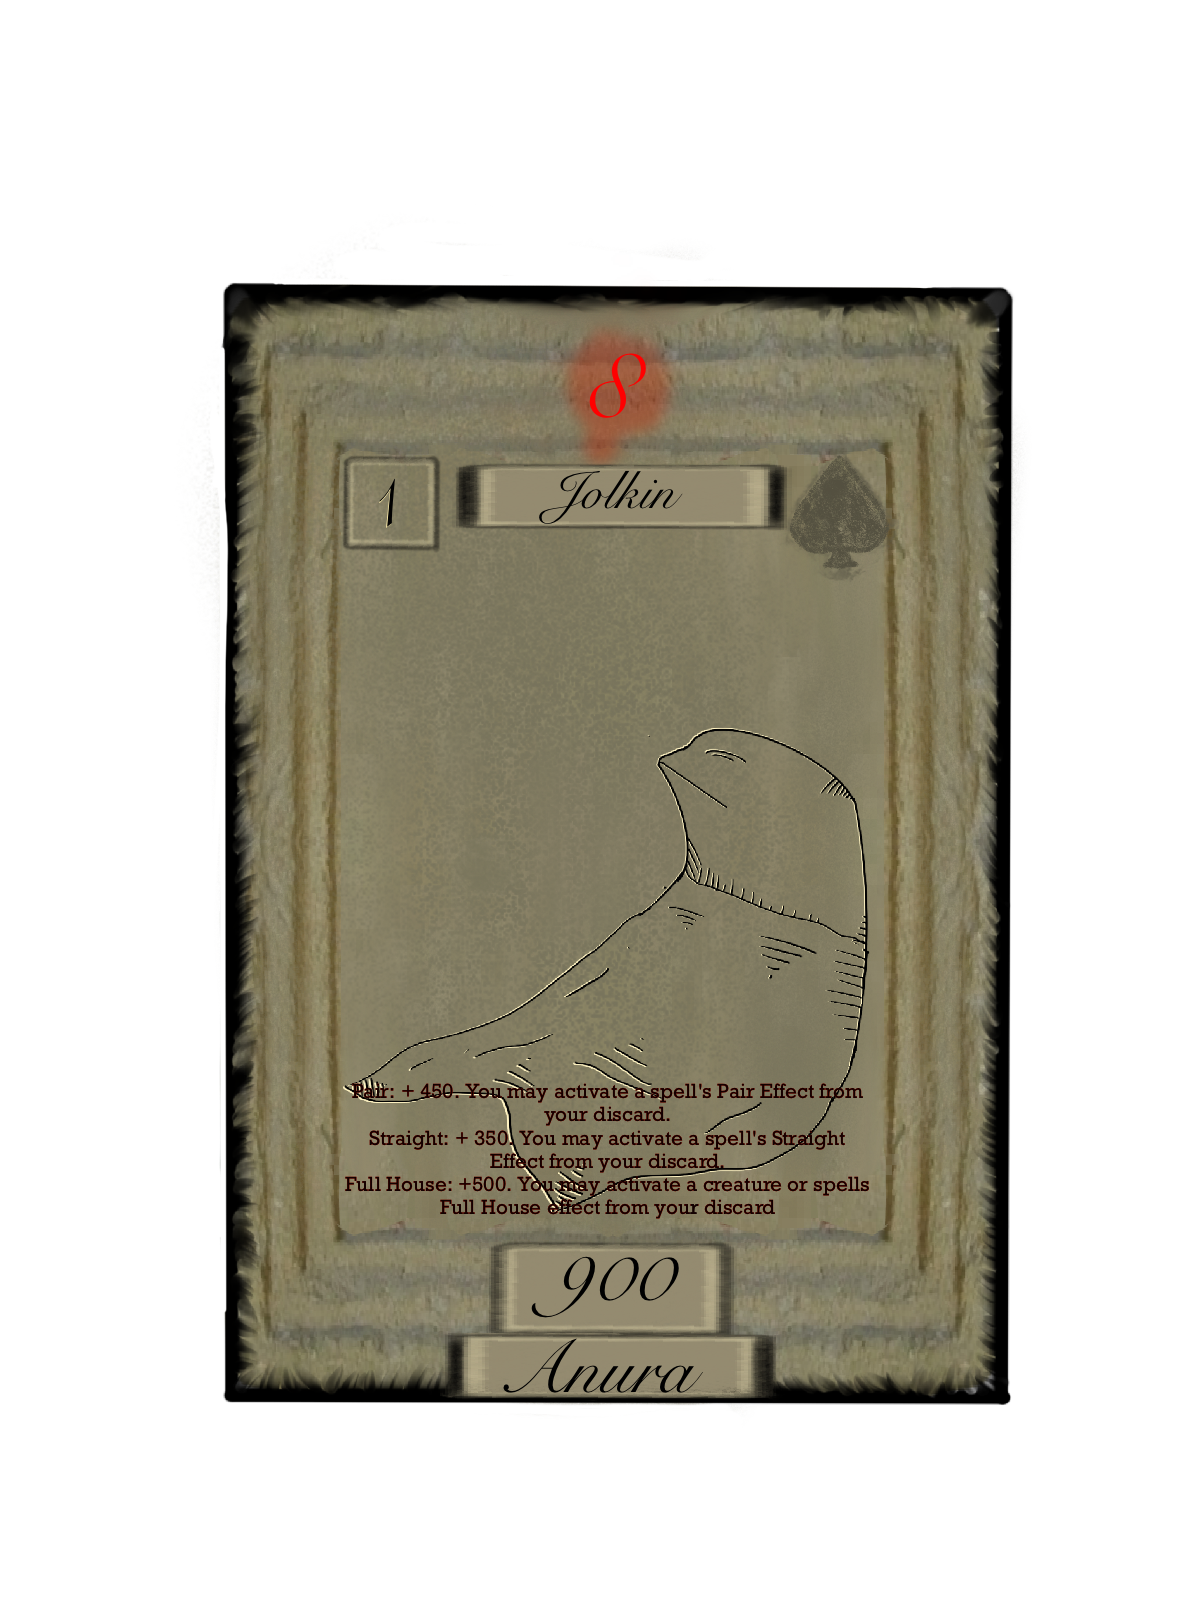 8
1
Jolkin
Pair: + 450. You may activate a spell's Pair Effect from
your discard.
Straight: + 350. You may activate a spell's Straight
Effect from your discard.
Full House: +500. You may activate a creature or spells
Full House effect from your discard
900
Anura